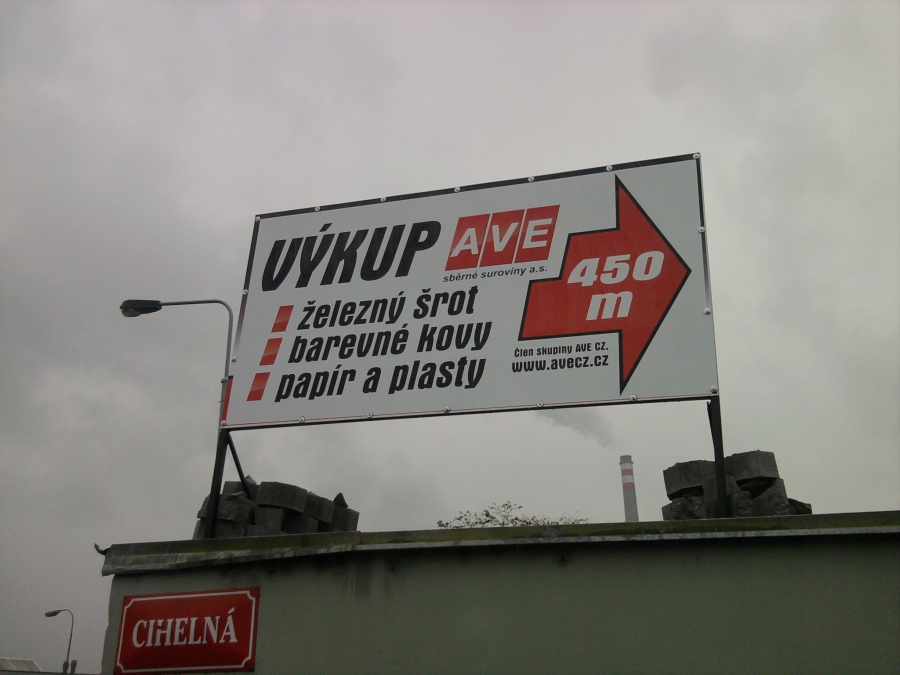 VÝKUP AVE
sběrné suroviny a.s.
železný šrot
barevné kovy
papír a plasty
450
m
Člen skupiny AVE CZ.
www.avecz.cz
CIHELNÁ